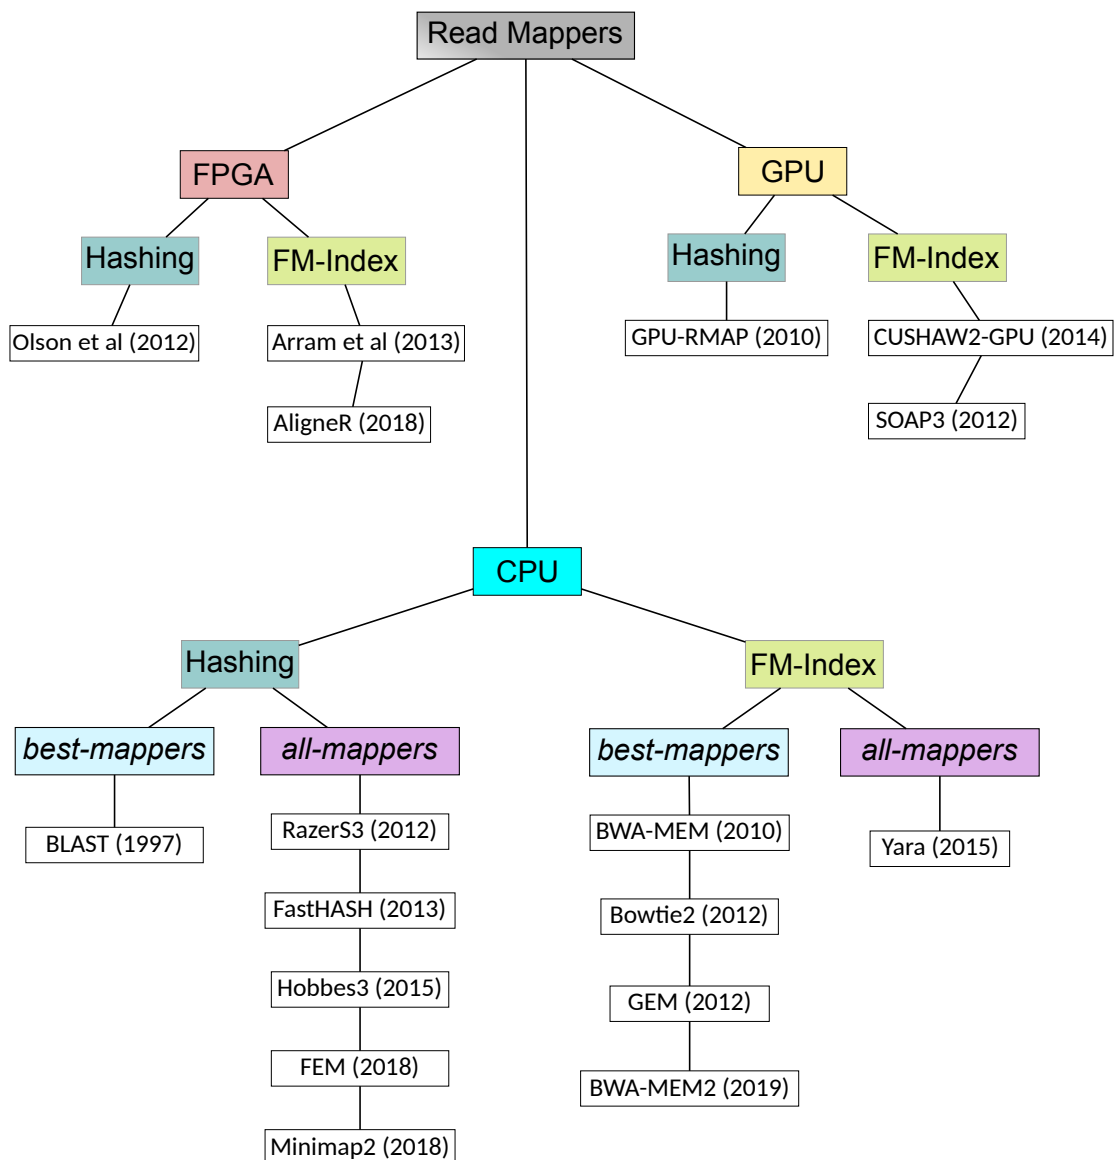 Read Mappers
FPGA
GPU
Hashing
FM-Index
Hashing
FM-Index
Olson et al (2012)
Arram et al (2013)
GPU-RMAP (2010)
CUSHAW2-GPU (2014)
AligneR (2018)
SOAP3 (2012)
CPU
Hashing
FM-Index
best-mappers
all-mappers
best-mappers
all-mappers
BLAST (1997)
RazerS3 (2012)
BWA-MEM (2010)
Yara (2015)
FastHASH (2013)
Bowtie2 (2012)
Hobbes3 (2015)
GEM (2012)
FEM (2018)
BWA-MEM2 (2019)
Minimap2 (2018)